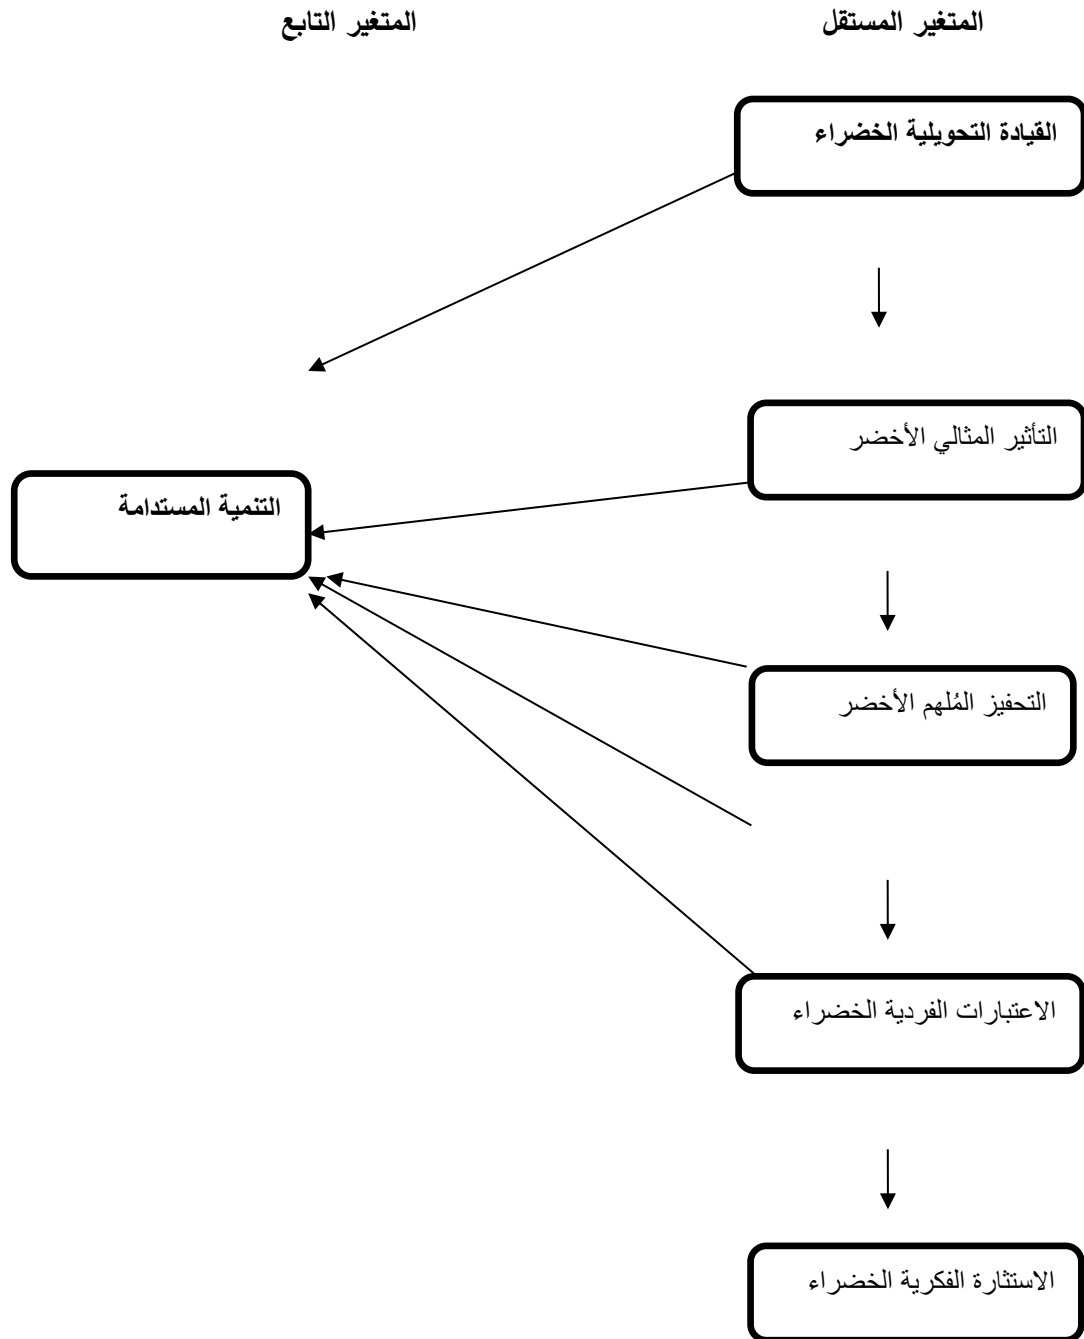 المتغير المستقل
المتغير التابع
القيادة التحويلية الخضراء
التأثير المثالي الأخضر
التنمية المستدامة
التحفيز المُلهم الأخضر
الاعتبارات الفردية الخضراء
الاستثارة الفكرية الخضراء